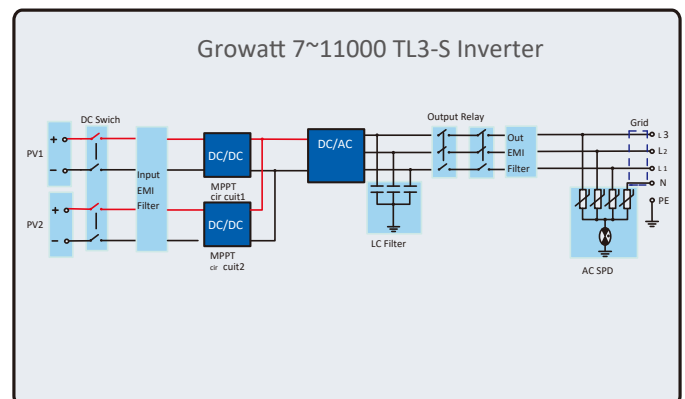 Growatt 7~11000 TL3-S Inverter
DC Swich
Output Relay
Grid
PV1
+
−
Input
EMI
Filter
DC/DC
MPPT
cir cuit1
DC/AC
Out
EMI
Filter
L 3
L2
L 1
N
PE
PV2
+
−
DC/DC
MPPT
cir cuit2
LC Filter
AC SPD